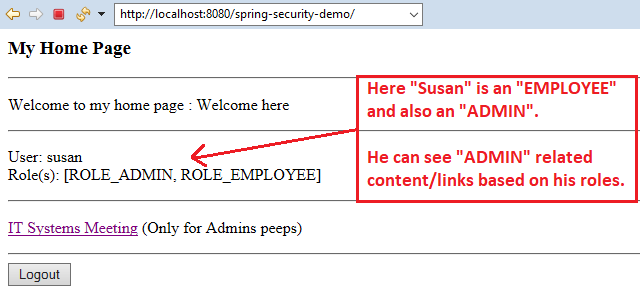 http://localhost:8080/spring-security-demo/
My Home Page
Welcome to my home page : Welcome here
Here "Susan" is an "EMPLOYEE"
and also an "ADMIN".
He can see "ADMIN" related
content/links based on his roles.
User: susan
Role(s): [ROLE_ADMIN, ROLE_EMPLOYEE]
IT Systems Meeting (Only for Admins peeps)
Logout